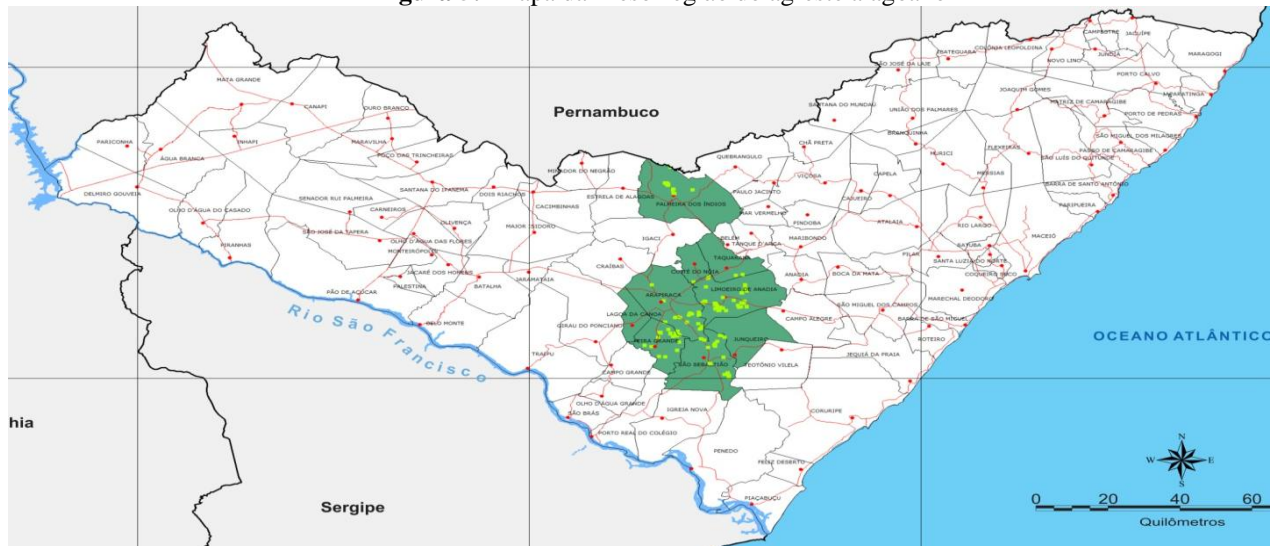 CAMPESTRE
JACUÍPE
COLÔNIA LEOPOLDINA
IBATEGUARA
JUNDIÁ
NOVO LINO
MARAGOGI
SÃO JOSÉ DA LAJE
MATA GRANDE
PORTO CALVO
CANAPI
JOAQUIM GOMES
JAPARATINGA
OURO BRANCO
Pernambuco
SANTANA DO MUNDAÚ
UNIÃO DOS PALMARES
MATRIZ DE CAMARAGIBE
PORTO DE PEDRAS
BRANQUINHA
INHAPI
MARAVILHA
PARICONHA
ÁGUA BRANCA
POÇO DAS TRINCHEIRAS
CHÃ PRETA
SÃO MIGUEL DOS MILAGRES
PASSO DE CAMARAGIBE
FLEXEIRAS
MURICI
SÃO LUÍS DO QUITUNDE
QUEBRANGULO
MINADOR DO NEGRÃO
VIÇOSA
CAPELA
MESSIAS
DELMIRO GOUVEIA
SANTANA DO IPANEMA
DOIS RIACHOS
PAULO JACINTO
BARRA DE SANTO ANTÔNIO
CAJUEIRO
ESTRELA DE ALAGOAS
CACIMBINHAS
PALMEIRA DOS ÍNDIOS
OLHO D'ÁGUA DO CASADO
SENADOR RUI PALMEIRA
CARNEIROS
MAR VERMELHO
PINDOBA
PARIPUEIRA
ATALAIA
RIO LARGO
OLIVENÇA
MAJOR ISIDORO
SÃO JOSÉ DA TAPERA
IGACI
BELÉM
TANQUE D'ARCA
MARIBONDO
MACEIÓ
PIRANHAS
OLHO D'ÁGUA DAS FLORES
MONTEIRÓPOLIS
SATUBA
PILAR
TAQUARANA
SANTA LUZIA DO NORTE
CRAÍBAS
COITÉ DO NÓIA
BOCA DA MATA
COQUEIRO SECO
JACARÉ DOS HOMENS
BATALHA
JARAMATAIA
ANADIA
PALESTINA
PÃO DE AÇÚCAR
LIMOEIRO DE ANADIA
ARAPIRACA
MARECHAL DEODORO
SÃO MIGUEL DOS CAMPOS
Rio São Francisco
BELO MONTE
LAGOA DA CANOA
CAMPO ALEGRE
BARRA DE SÃO MIGUEL
GIRAU DO PONCIANO
ROTEIRO
OCEANO ATLÂNTICO
FEIRA GRANDE
JUNQUEIRO
TRAIPU
JEQUIÁ DA PRAIA
SÃO SEBASTIÃO
TEOTÔNIO VILELA
CAMPO GRANDE
OLHO D'ÁGUA GRANDE
SÃO BRÁS
IGREJA NOVA
CORURIPE
hia
PORTO REAL DO COLÉGIO
PENEDO
FELIZ DESERTO
N
W E
S
PIAÇABUÇU
Sergipe
0 20 40 60
Quilômetros